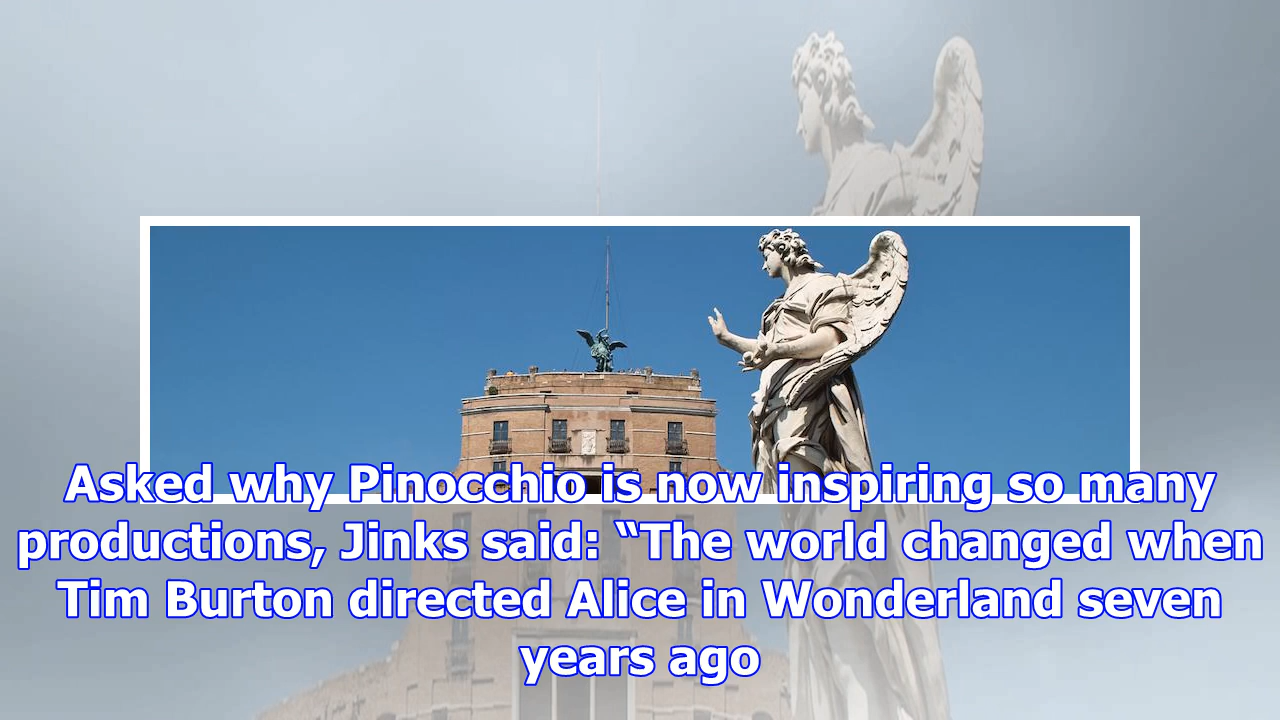 Asked why Pinocchio is now inspiring so many
productions, Jinks said: “The world changed when
Tim Burton directed Alice in Wonderland seven
years ago